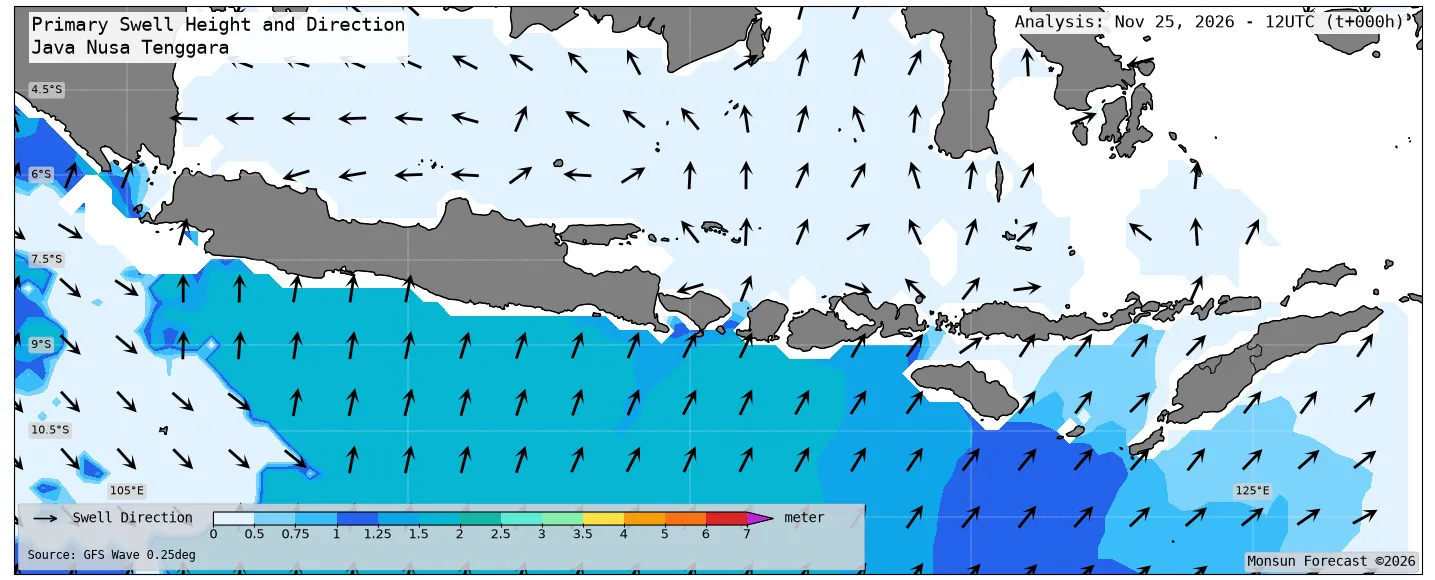 Primary Swell Height and Direction
Java Nusa Tenggara
Analysis: Nov 25, 2026 - 12UTC (t+000h)
4.5°S
6°S
7.5°S
9°S
10.5°S
105°E
125°E
Swell Direction
0 0.5 0.75 1 1.25 1.5 2 2.5 3 3.5 4 5 6 7
meter
Source: GFS Wave 0.25deg
Monsun Forecast ©2026